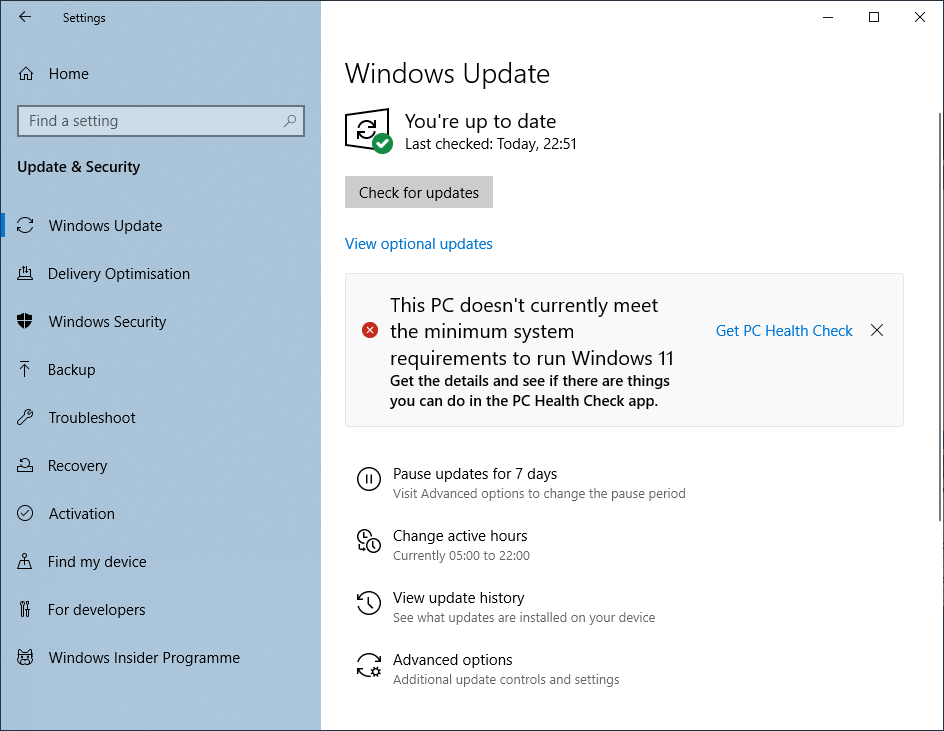 Settings
Home
Find a setting
Update & Security
Windows Update
Delivery Optimisation
Windows Security
Backup
Troubleshoot
Recovery
Activation
Find my device
For developers
Windows Insider Programme
Windows Update
You're up to date
Last checked: Today, 22:51
Check for updates
View optional updates
This PC doesn't currently meet
the minimum system
requirements to run Windows 11
Get the details and see if there are things
you can do in the PC Health Check app.
Get PC Health Check
Pause updates for 7 days
Visit Advanced options to change the pause period
Change active hours
Currently 05:00 to 22:00
View update history
See what updates are installed on your device
Advanced options
Additional update controls and settings